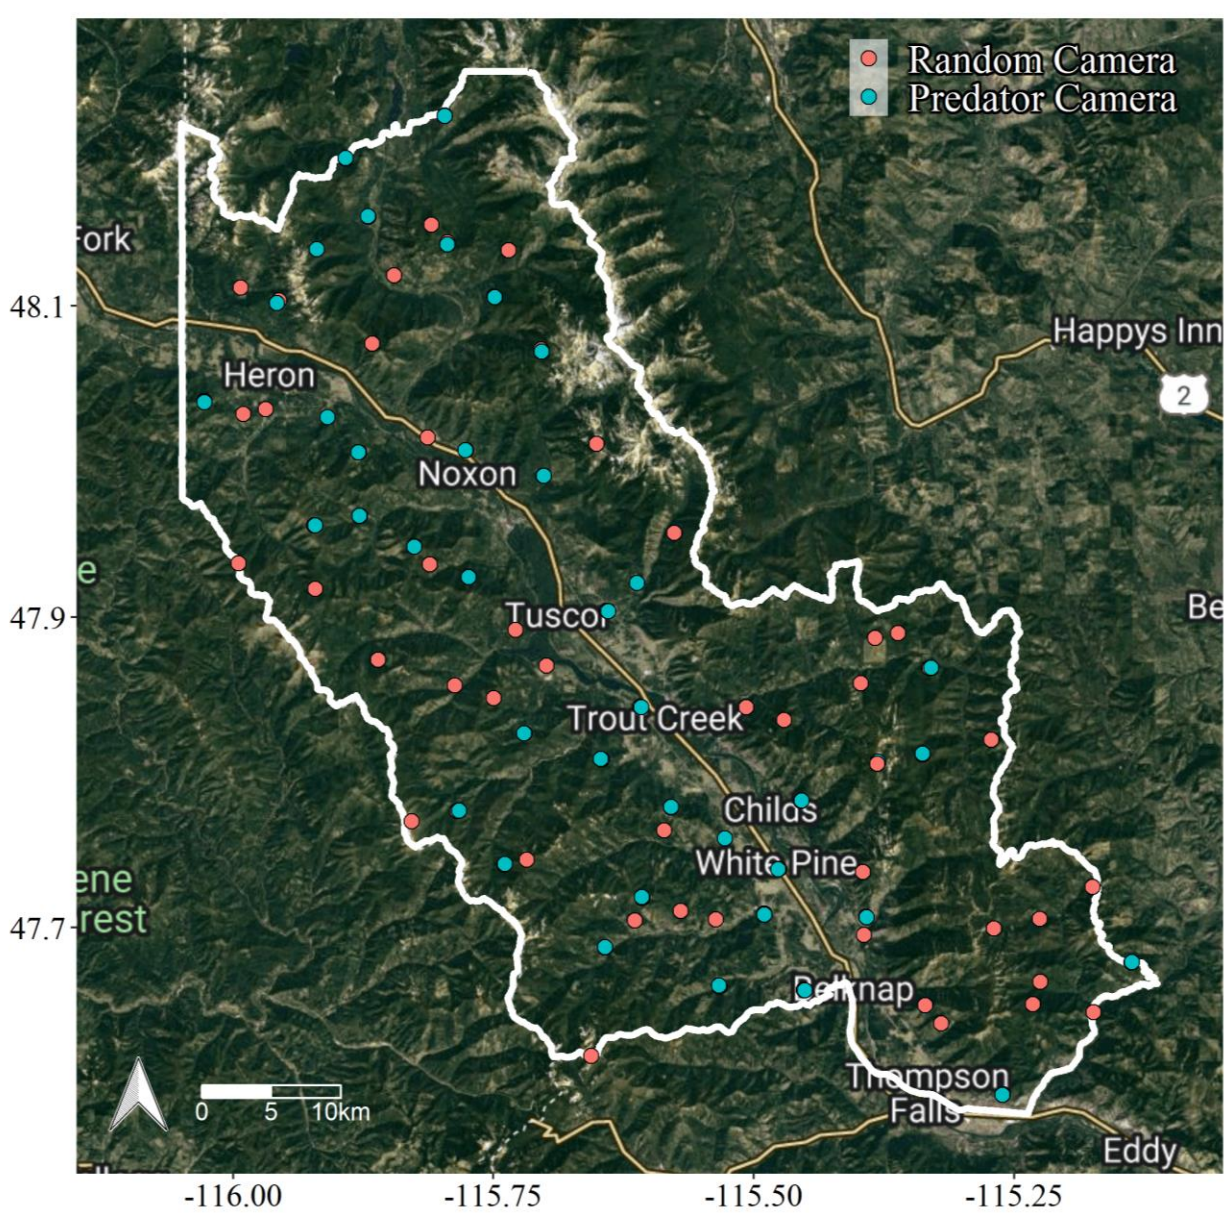 Random Camera
Predator Camera
Fork
48.1
Happys Inn
2
Heron
Noxon
e
47.9
Tuscor
Be
Trout Creek
Childs
White Pine
ene
rest
47.7
Belknap
Thompson
Falls
0 5 10km
Eddy
-116.00 -115.75 -115.50 -115.25